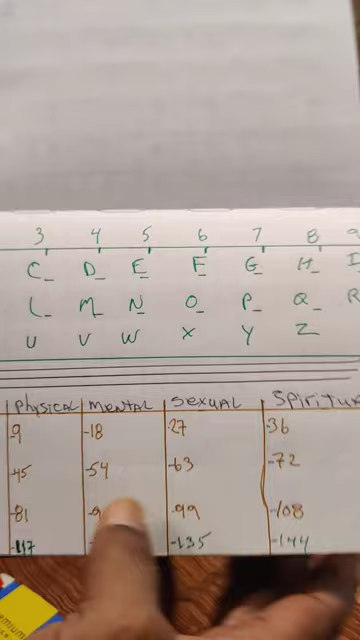 3 4 5 6 7 8 9
C_ D_ E_ F_ G_ H_ I
L_ M_ N_ O_ P_ Q_ R
U V W X Y Z
Physical mental Sexual
-9 -18 27 36
-45 -54 -63 -72
-81 -99 -108
-117 -135 -144